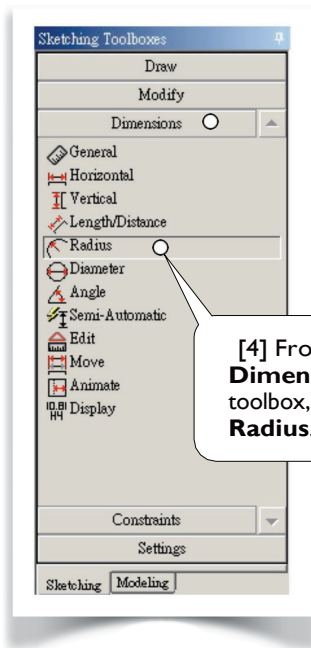 Sketching Toolboxes
Draw
Modify
Dimensions
General
Horizontal
Vertical
Length/Distance
Radius
Diameter
Angle
Semi-Automatic
Edit
Move
Animate
Display
[4] Fro
Dimen
toolbox,
Radius.
Constraints
Settings
Sketching Modeling